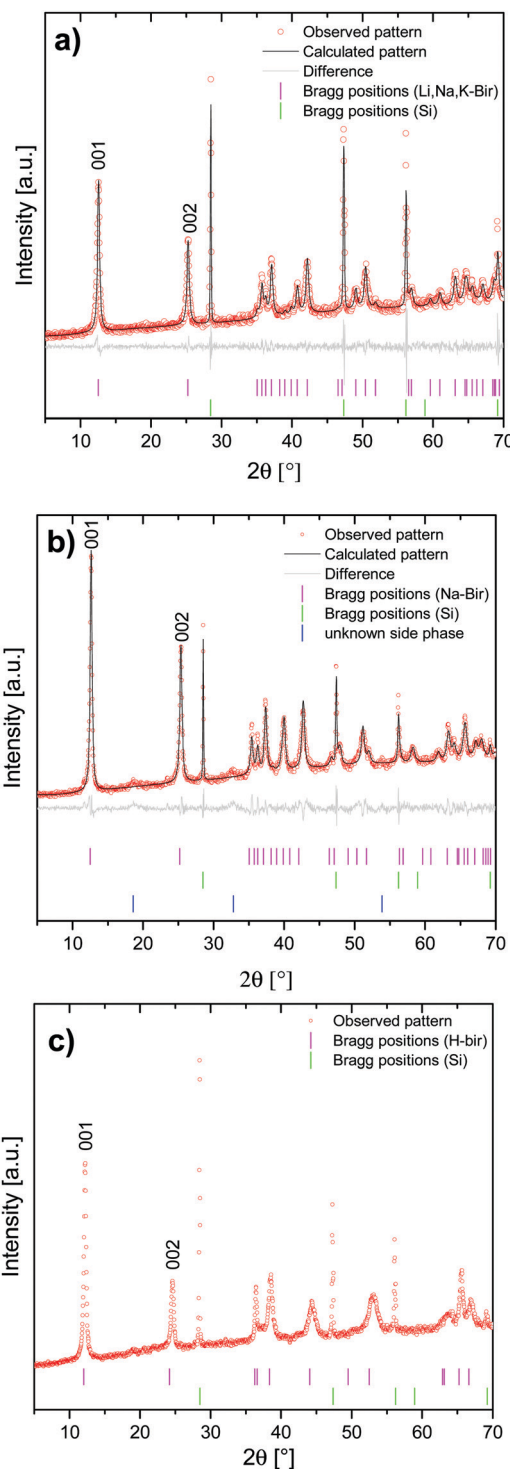 a)
Observed pattern
Calculated pattern
Difference
Bragg positions (Li,Na,K-Bir)
Bragg positions (Si)
001
002
Intensity [a.u.]
10 20 30 40 50 60 70
2θ [°]
b)
Observed pattern
Calculated pattern
Difference
Bragg positions (Na-Bir)
Bragg positions (Si)
unknown side phase
001
002
Intensity [a.u.]
10 20 30 40 50 60 70
2θ [°]
c)
Observed pattern
Bragg positions (H-bir)
Bragg positions (Si)
001
002
Intensity [a.u.]
10 20 30 40 50 60 70
2θ [°]